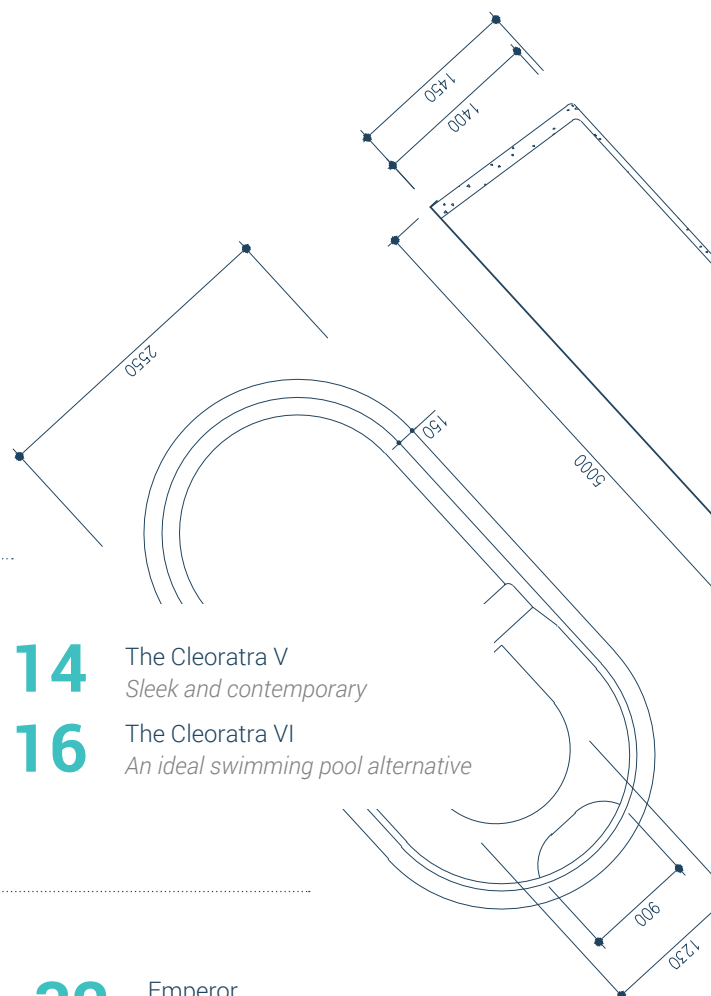 1450
1400
2550
150
5000
14 The Cleoratra V
Sleek and contemporary
16 The Cleoratra VI
An ideal swimming pool alternative
900
1230
Emperor